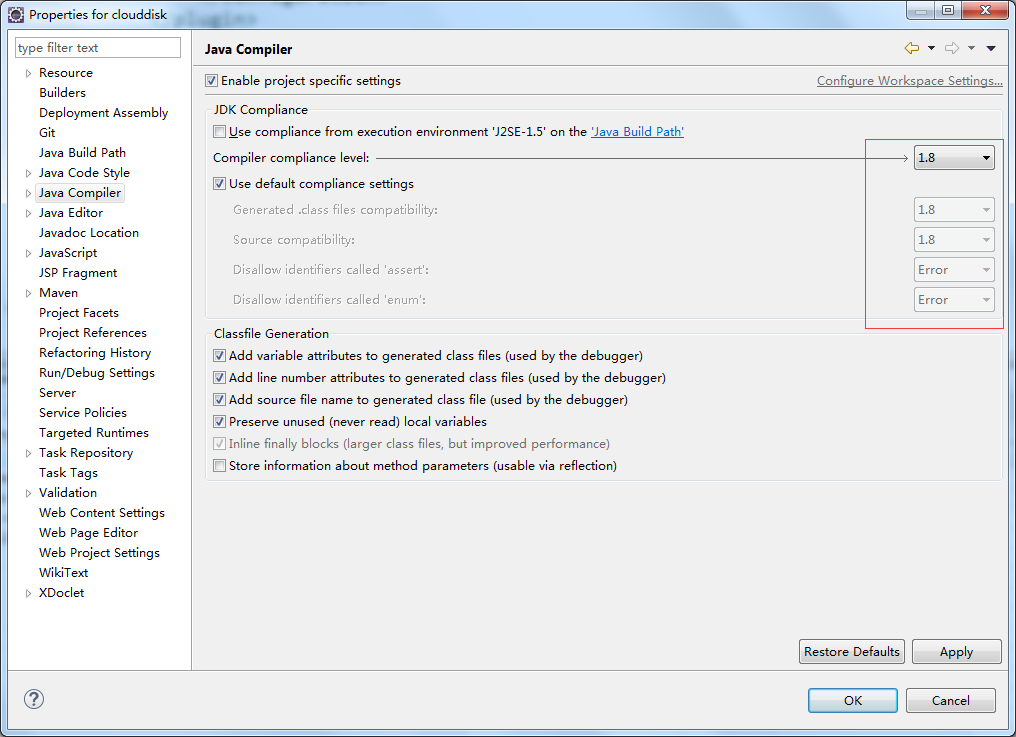 Properties for clouddisk
plugin>
type filter text
Resource
Builders
Deployment Assembly
Git
Java Build Path
Java Code Style
Java Compiler
Java Editor
Javadoc Location
JavaScript
JSP Fragment
Maven
Project Facets
Project References
Refactoring History
Run/Debug Settings
Server
Service Policies
Targeted Runtimes
Task Repository
Task Tags
Validation
Web Content Settings
Web Page Editor
Web Project Settings
WikiText
XDoclet
Java Compiler
Enable project specific settings
Configure Workspace Settings...
JDK Compliance
Use compliance from execution environment 'J2SE-1.5' on the 'Java Build Path'
Compiler compliance level: 1.8
Use default compliance settings
Generated .class files compatibility: 1.8
Source compatibility: 1.8
Disallow identifiers called 'assert': Error
Disallow identifiers called 'enum': Error
Classfile Generation
Add variable attributes to generated class files (used by the debugger)
Add line number attributes to generated class files (used by the debugger)
Add source file name to generated class file (used by the debugger)
Preserve unused (never read) local variables
Inline finally blocks (larger class files, but improved performance)
Store information about method parameters (usable via reflection)
Restore Defaults
Apply
?
OK
Cancel